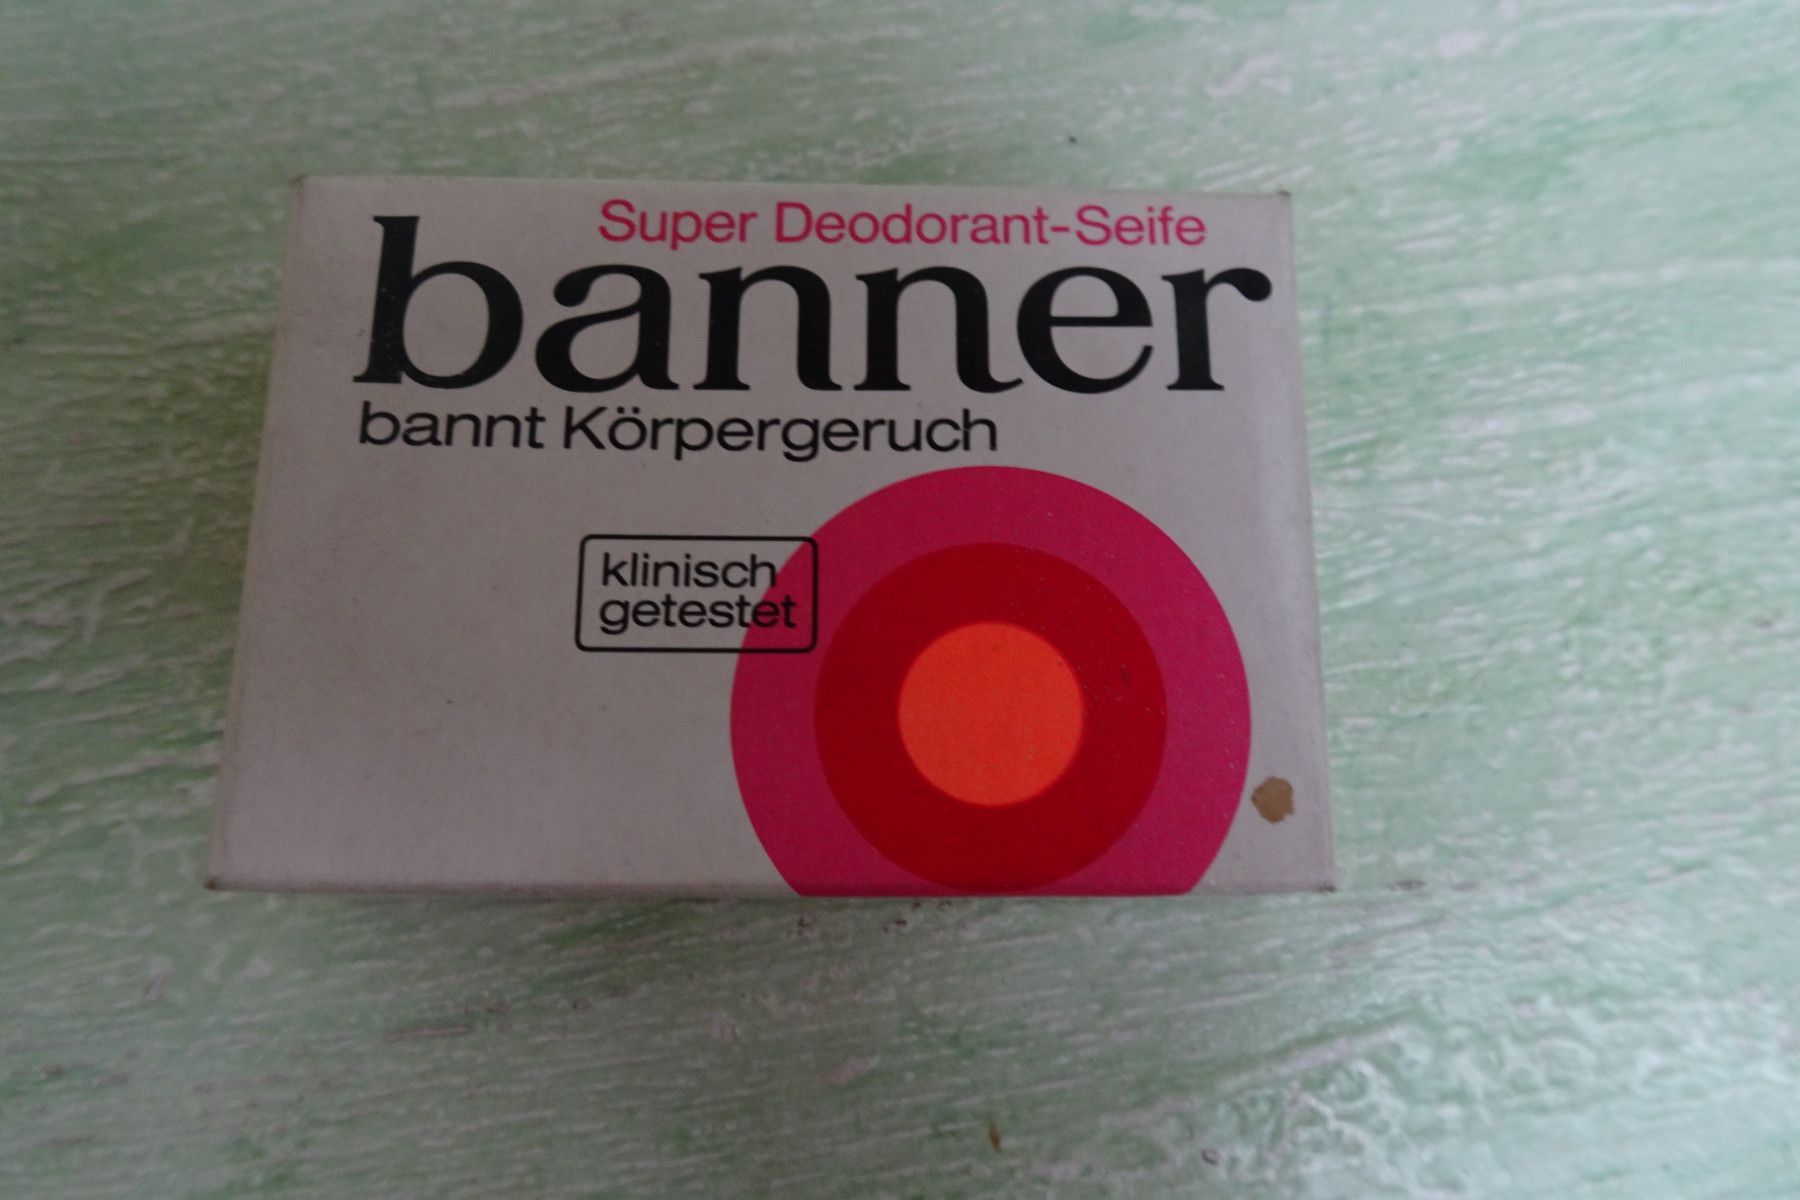 Super Deodorant-Seife
banner
bannt Körpergeruch
klinisch
getestet